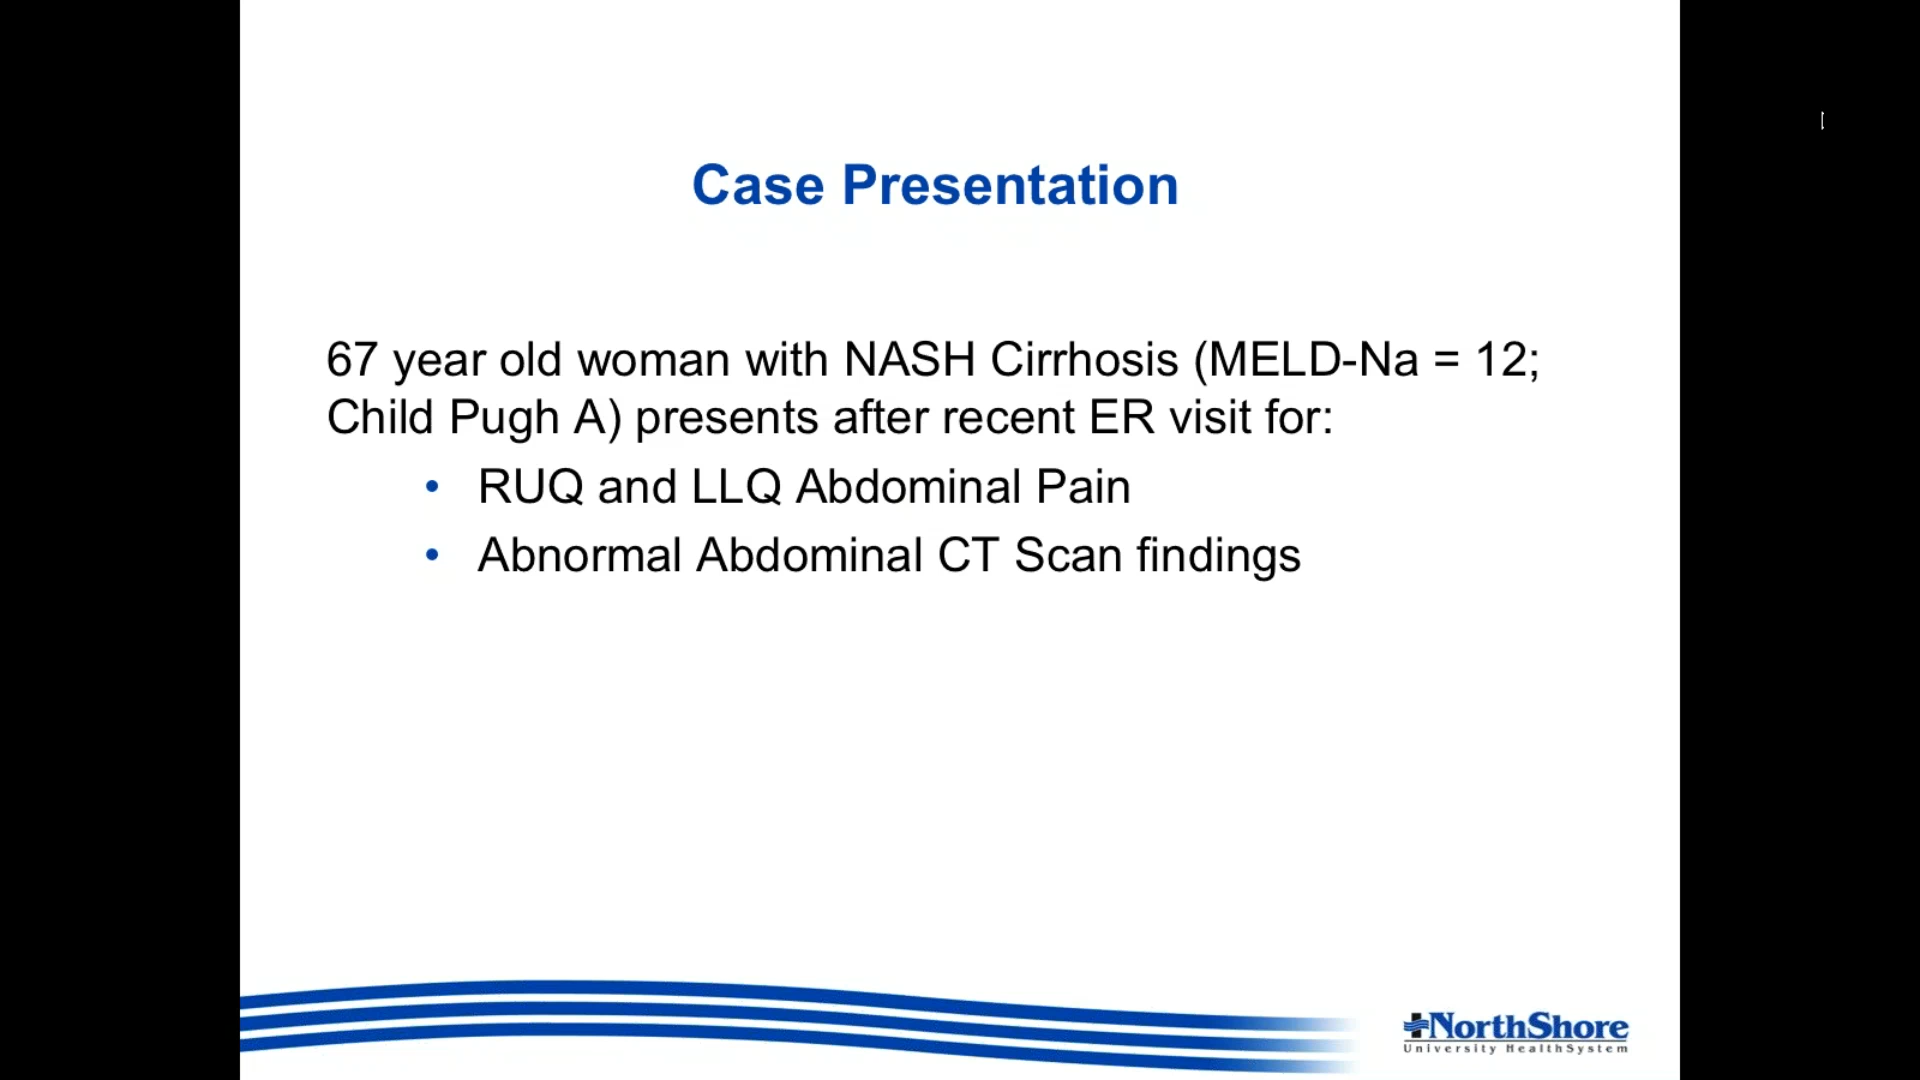 Case Presentation
67 year old woman with NASH Cirrhosis (MELD-Na = 12;
Child Pugh A) presents after recent ER visit for:
• RUQ and LLQ Abdominal Pain
• Abnormal Abdominal CT Scan findings
NorthShore
University HealthSystem